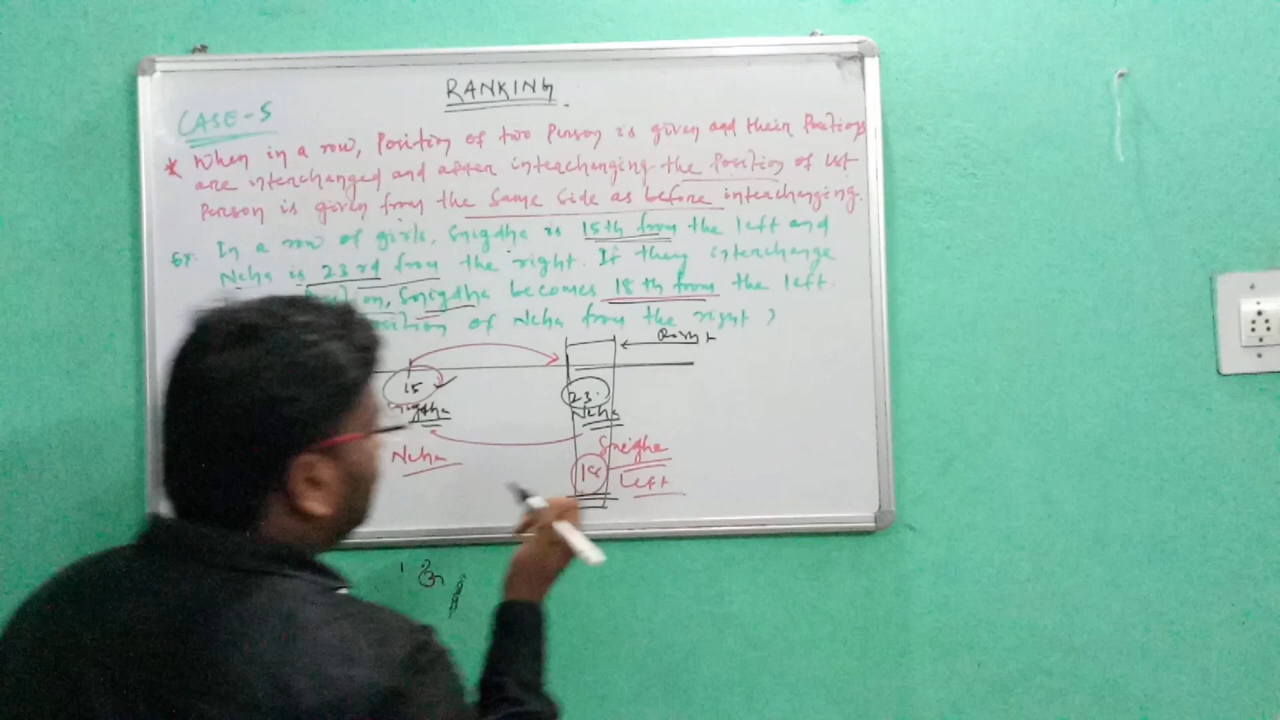 RANKING
CASE-5
* When in a row, Position of two Person is given and their Positions
are interchanged and after interchanging the Position of 1st
Person is given from the same side as before interchanging.
Ex. In a row of girls, Snigdha is 15th from the left and
Neha is 23rd from the right. If they interchange
Snigdha becomes 18th from the left.
position of Neha from the right ?
15
23
Neha
Neha
18
Left